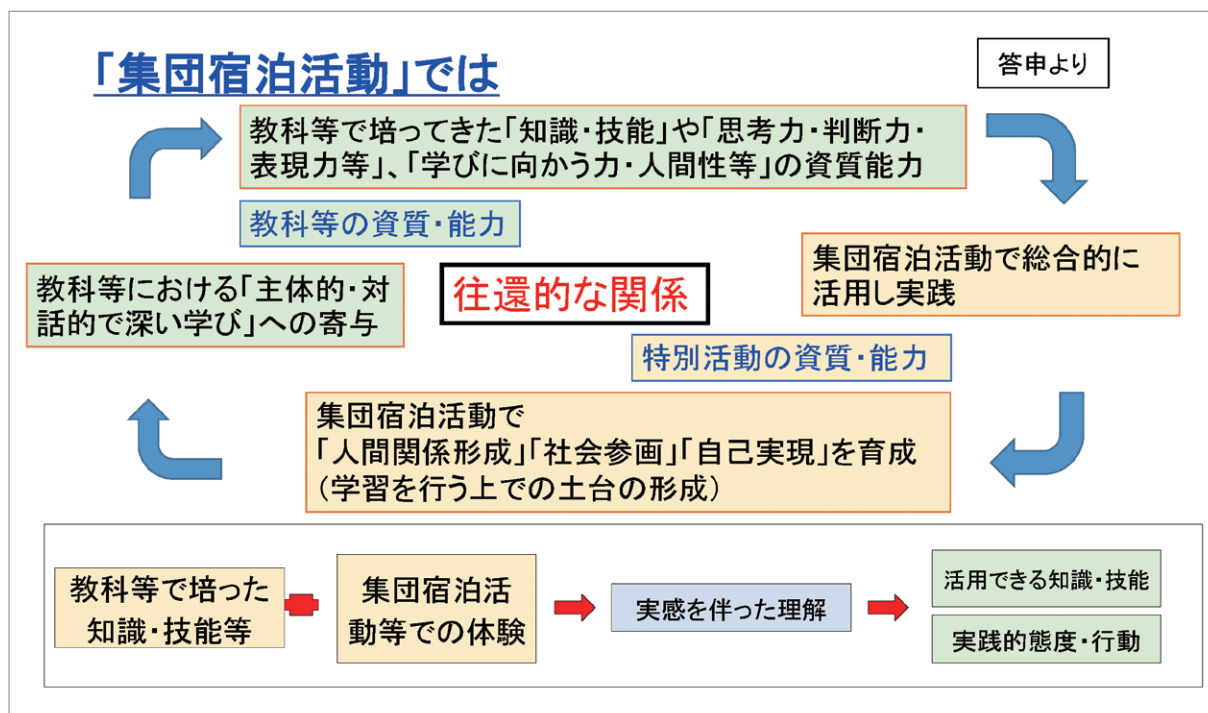 「集団宿泊活動」では
答申より
教科等で培ってきた「知識・技能」や「思考力・判断力・
表現力等」、「学びに向かう力・人間性等」の資質能力
教科等の資質・能力
集団宿泊活動で総合的に
活用し実践
教科等における「主体的・対
話的で深い学び」への寄与
往還的な関係
特別活動の資質・能力
集団宿泊活動で
「人間関係形成」「社会参画」「自己実現」を育成
（学習を行う上での土台の形成）
教科等で培った
知識・技能等
集団宿泊活
動等での体験
実感を伴った理解
活用できる知識・技能
実践的態度・行動